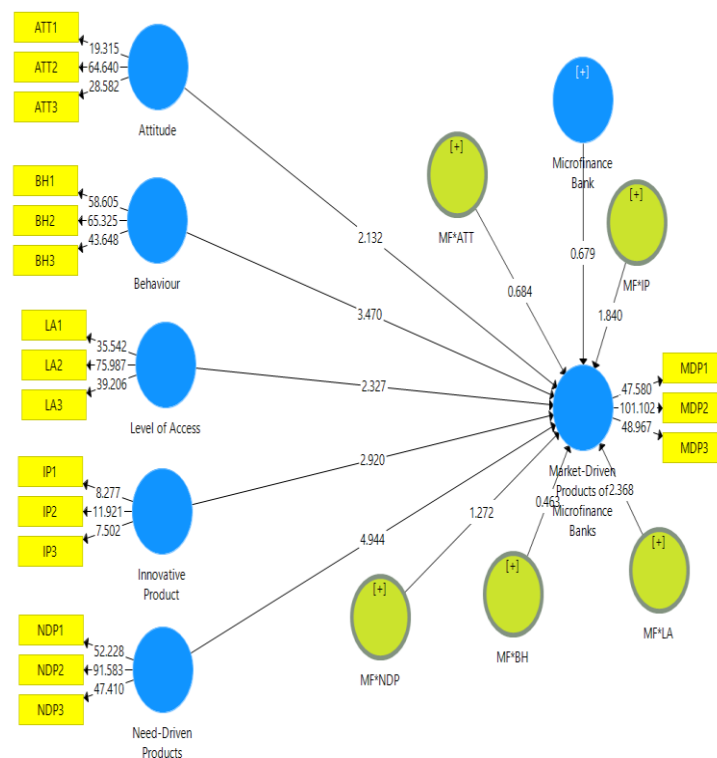 ATT1
19.315
ATT2
64.640
28.582
ATT3
Attitude
[+]
Microfinance
Bank
[+]
MF*ATT
[+]
MF*IP
BH1
58.605
BH2
65.325
43.648
BH3
Behaviour
2.132
0.679
0.684
1.840
3.470
LA1
35.542
LA2
75.987
39.206
LA3
Level of Access
2.327
MDP1
47.580
101.102
MDP2
48.967
MDP3
Market-Driven
Products of
Microfinance
Banks
IP1
8.277
IP2
11.921
7.502
IP3
Innovative
Product
2.920
1.272
0.463
2.368
4.944
[+]
MF*NDP
[+]
MF*BH
[+]
MF*LA
NDP1
52.228
NDP2
91.583
47.410
NDP3
Need-Driven
Products